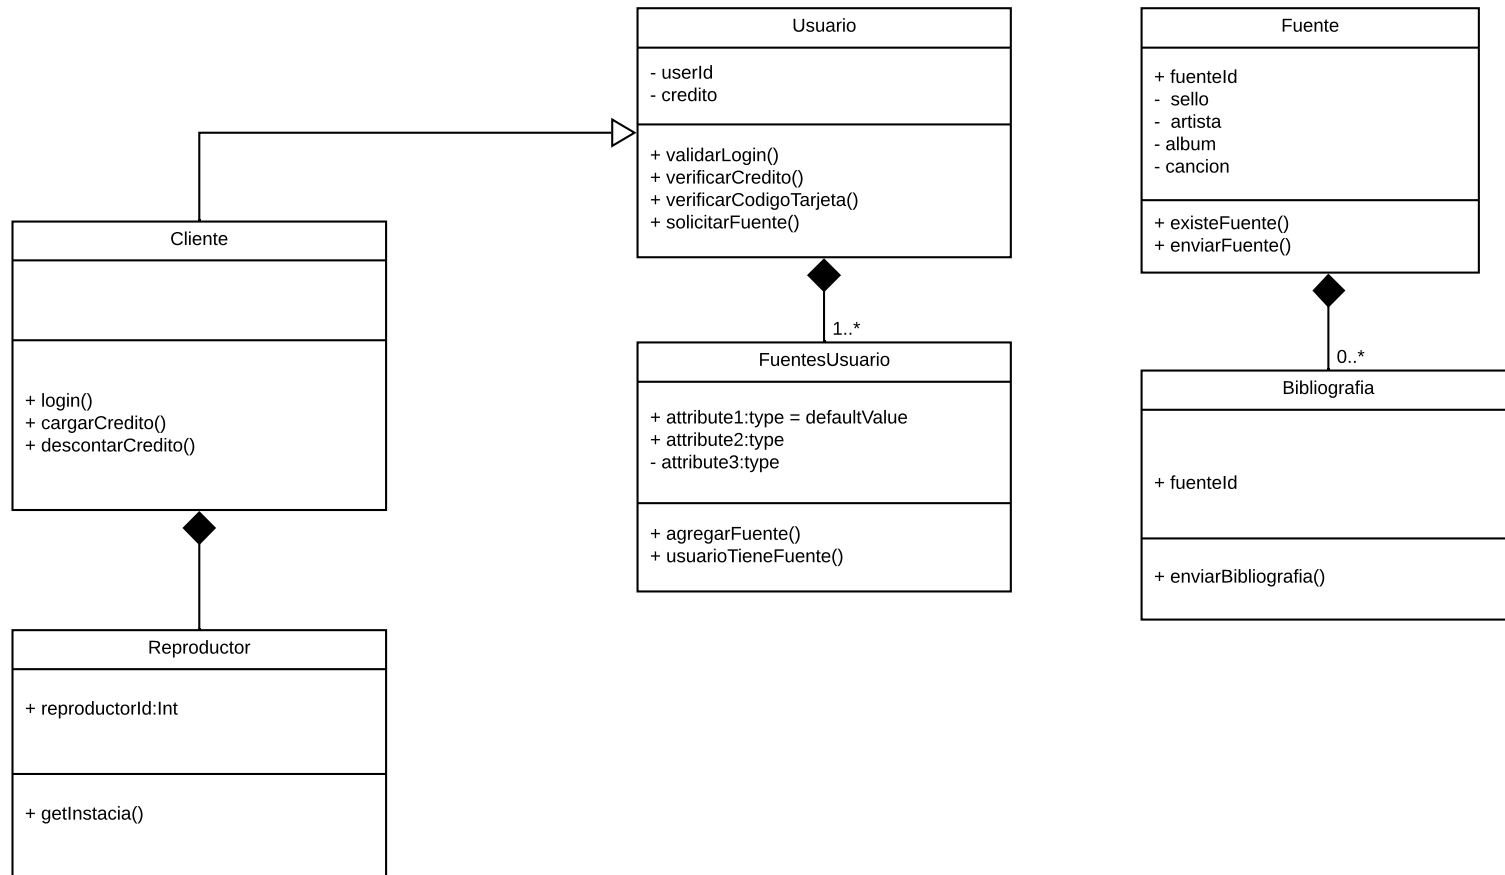 Usuario
- userId
- credito
+ validarLogin()
+ verificarCredito()
+ verificarCodigoTarjeta()
+ solicitarFuente()
Fuente
+ fuenteId
-  sello
-  artista
- album
- cancion
+ existeFuente()
+ enviarFuente()
Cliente
+ login()
+ cargarCredito()
+ descontarCredito()
1..*
FuentesUsuario
+ attribute1:type = defaultValue
+ attribute2:type
- attribute3:type
+ agregarFuente()
+ usuarioTieneFuente()
0..*
Bibliografia
+ fuenteId
+ enviarBibliografia()
Reproductor
+ reproductorId:Int
+ getInstacia()